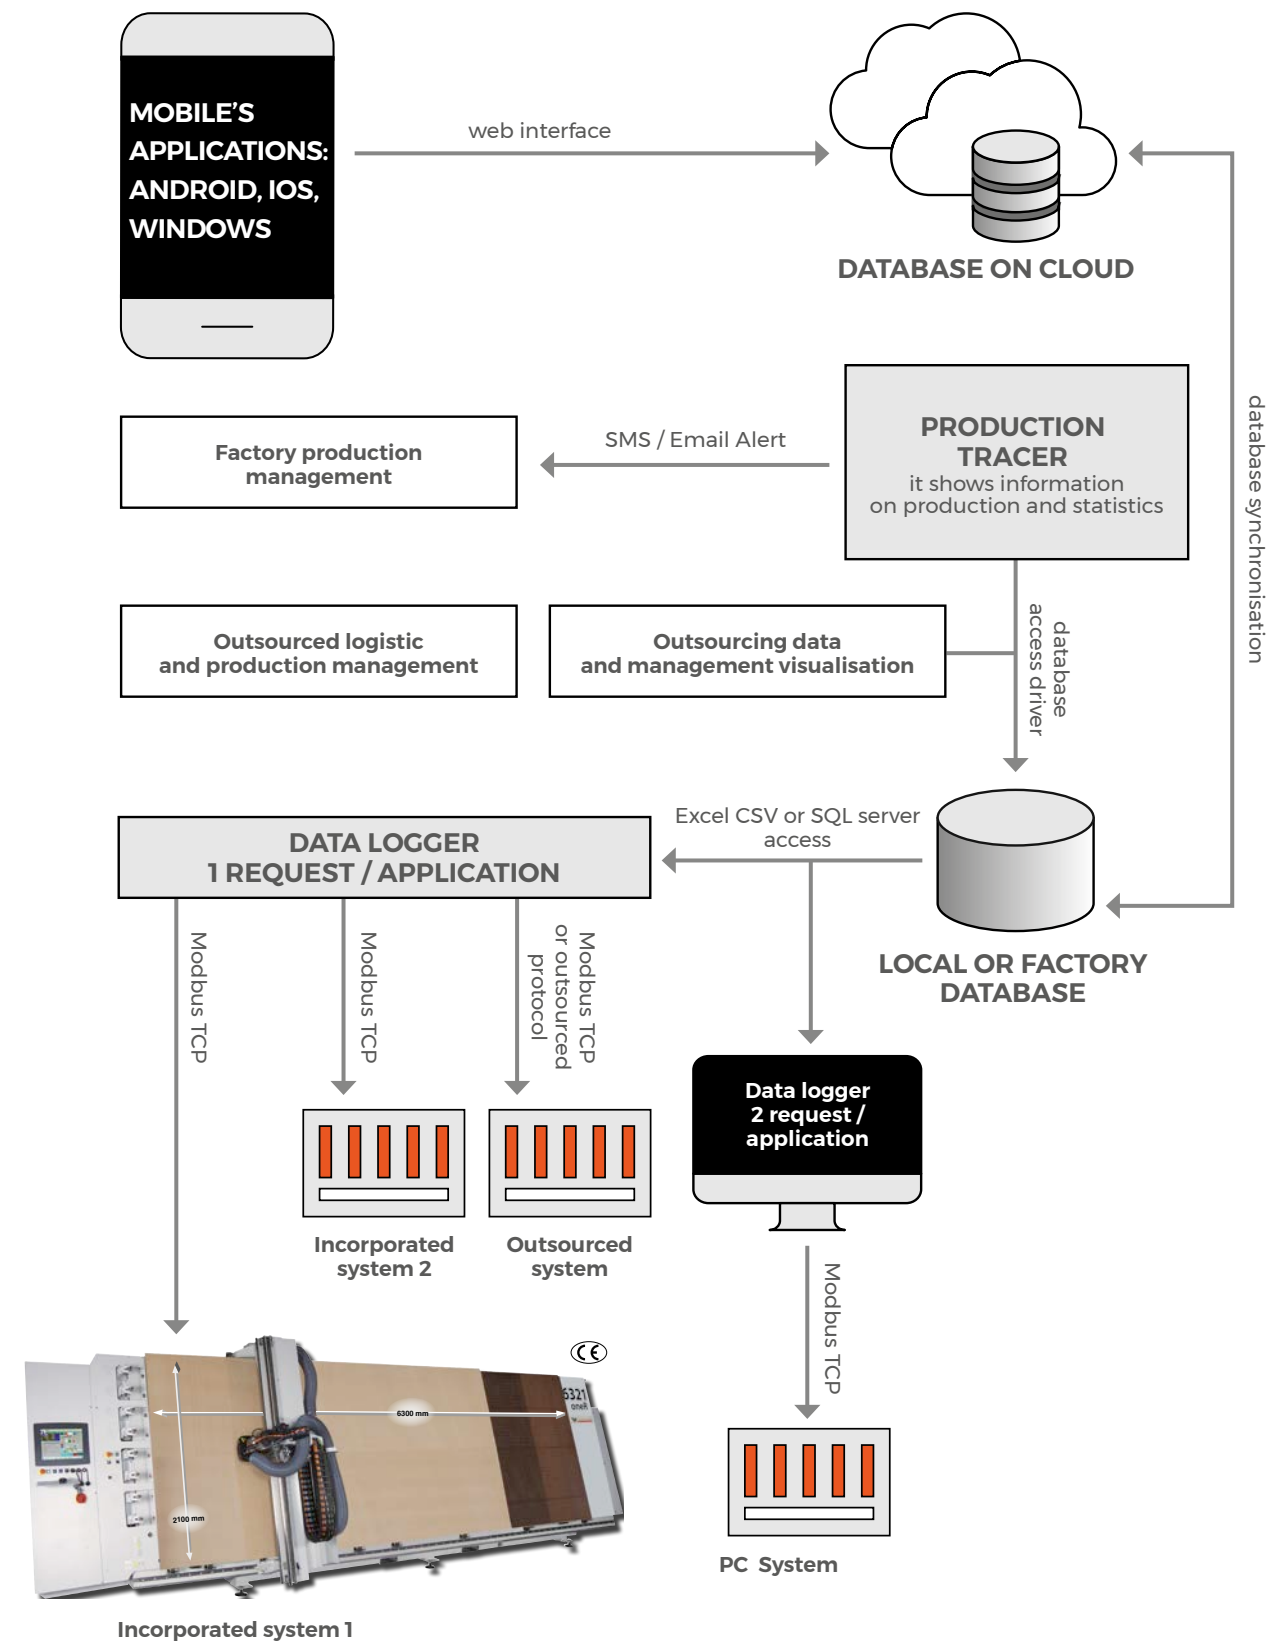 MOBILE'S
APPLICATIONS:
ANDROID, IOS,
WINDOWS
web interface
DATABASE ON CLOUD
database synchronisation
PRODUCTION
TRACER
it shows information
on production and statistics
SMS / Email Alert
Factory production
management
Outsourced logistic
and production management
Outsourcing data
and management visualisation
database
access driver
Excel CSV or SQL server
access
DATA LOGGER
1 REQUEST / APPLICATION
LOCAL OR FACTORY
DATABASE
Modbus TCP
Modbus TCP
Modbus TCP
or outsourced
protocol
Data logger
2 request /
application
Incorporated
system 2
Outsourced
system
Modbus TCP
CE
6321
oneR
6300 mm
2100 mm
PC System
Incorporated system 1